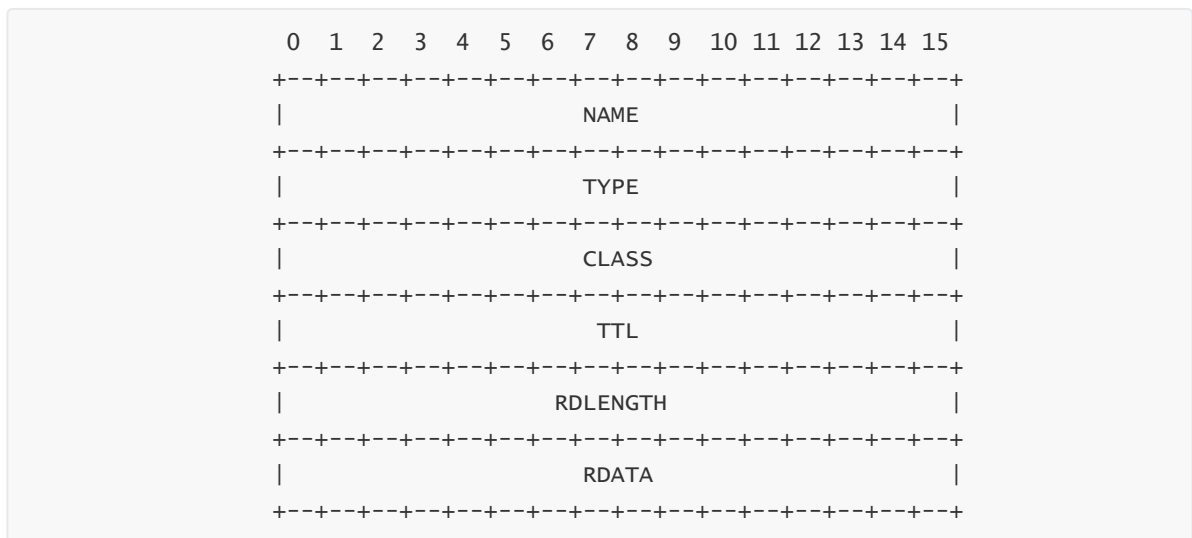 0  1  2  3  4  5  6  7  8  9  10 11 12 13 14 15
+--+--+--+--+--+--+--+--+--+--+--+--+--+--+--+--+
|                      NAME                     |
+--+--+--+--+--+--+--+--+--+--+--+--+--+--+--+--+
|                      TYPE                     |
+--+--+--+--+--+--+--+--+--+--+--+--+--+--+--+--+
|                      CLASS                    |
+--+--+--+--+--+--+--+--+--+--+--+--+--+--+--+--+
|                       TTL                     |
+--+--+--+--+--+--+--+--+--+--+--+--+--+--+--+--+
|                    RDLENGTH                   |
+--+--+--+--+--+--+--+--+--+--+--+--+--+--+--+--+
|                      RDATA                    |
+--+--+--+--+--+--+--+--+--+--+--+--+--+--+--+--+